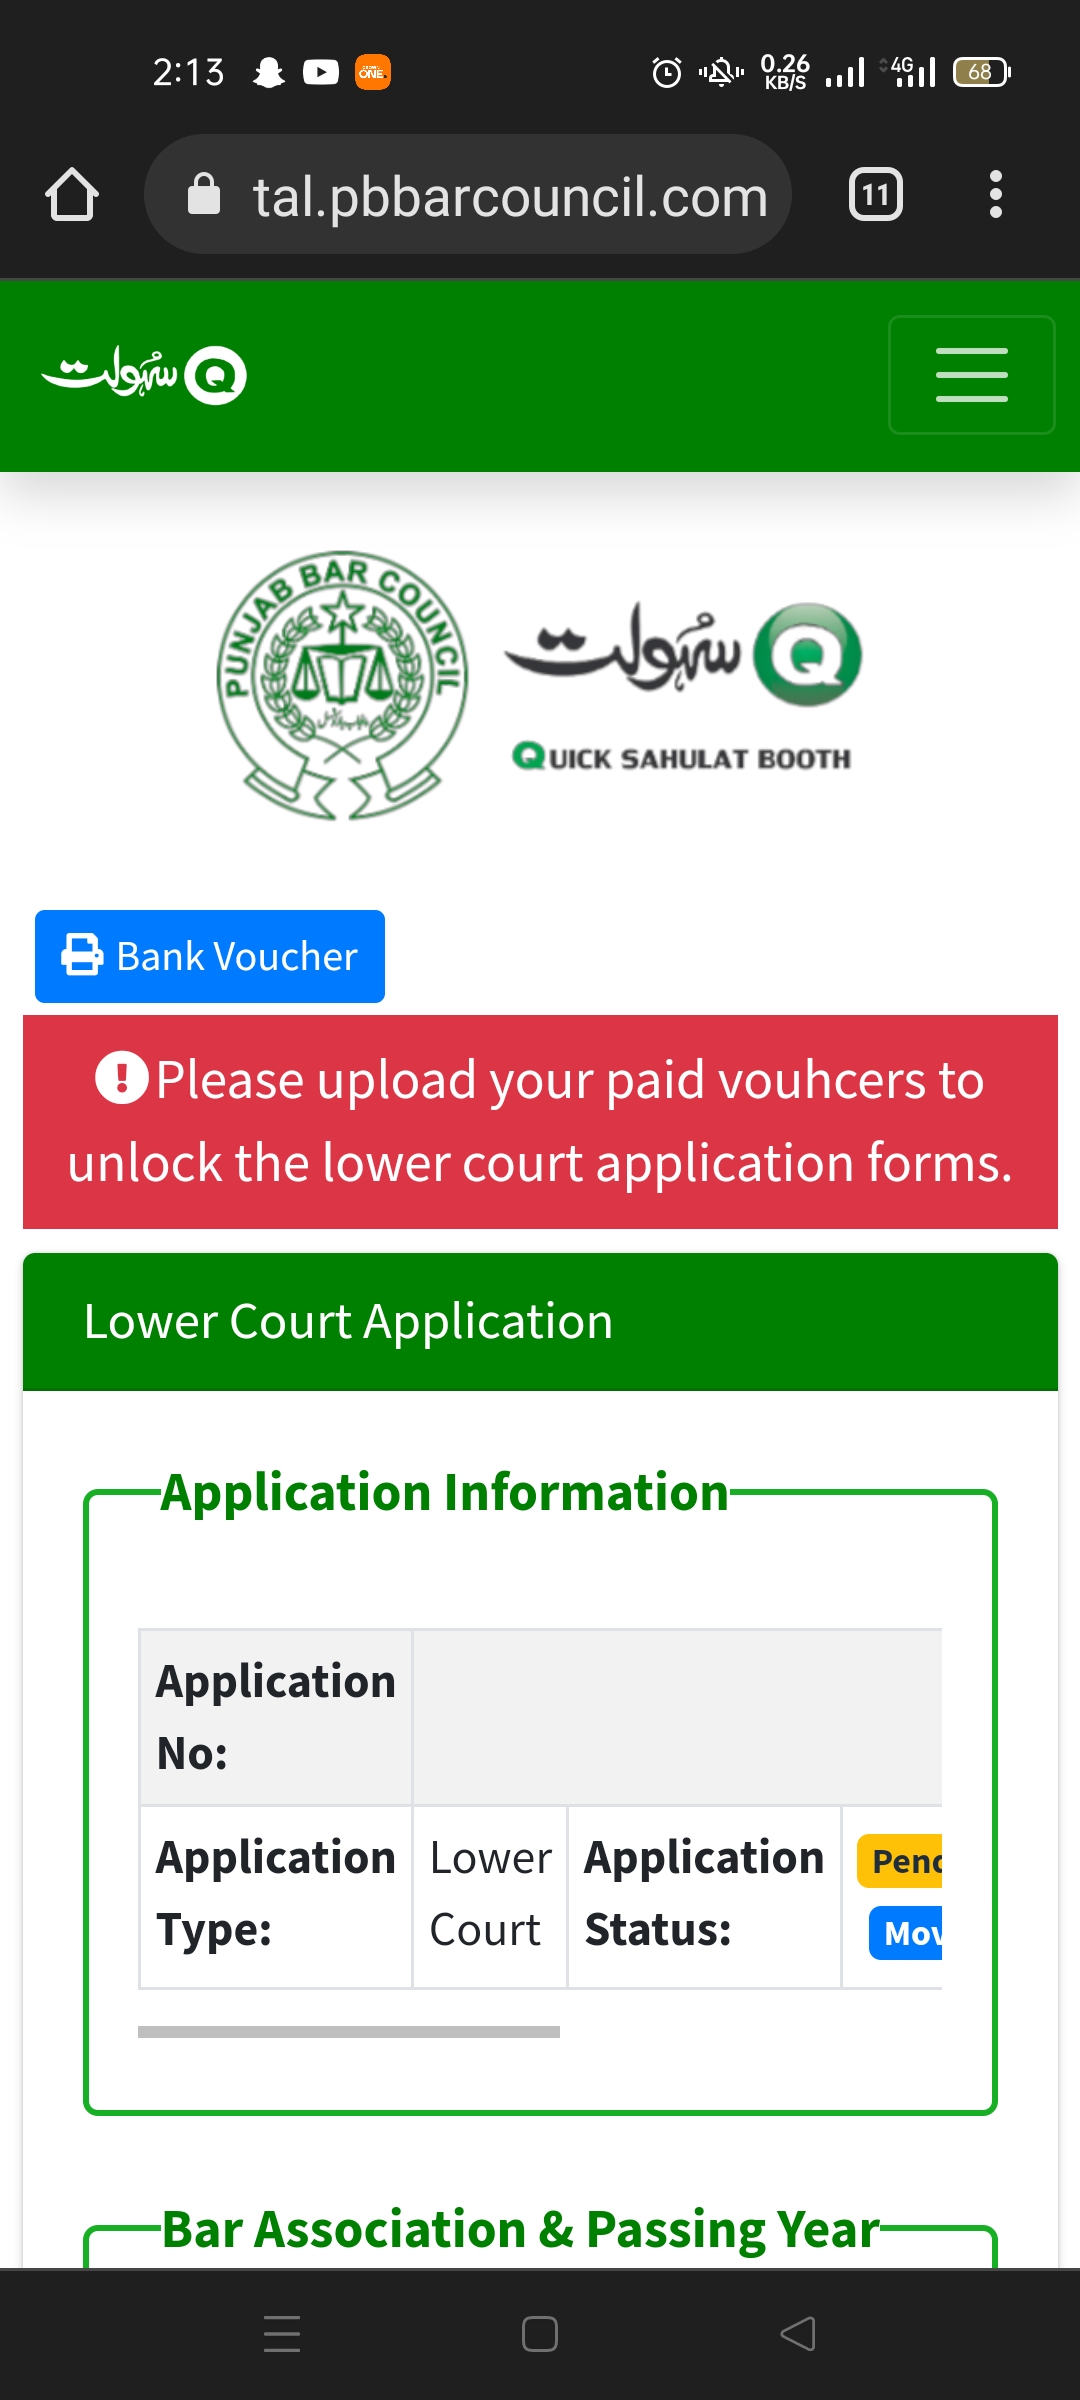 2:13
ONE
0.26
KB/S
4G
68
tal.pbbarcouncil.com
11
سہولت Q
PUNJAB BAR COUNCIL
سہولت Q
QUICK SAHULAT BOOTH
Bank Voucher
Please upload your paid vouhcers to
unlock the lower court application forms.
Lower Court Application
Application Information
Application
No:
Application
Type:
Lower
Court
Application
Status:
Pend
Mov
Bar Association & Passing Year